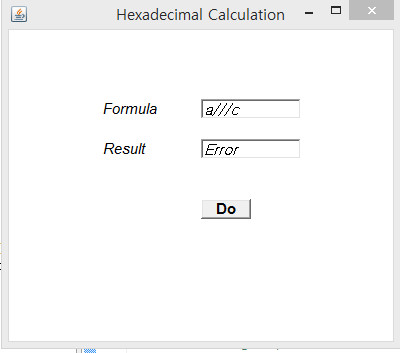 Hexadecimal Calculation
Formula a///c
Result Error
Do